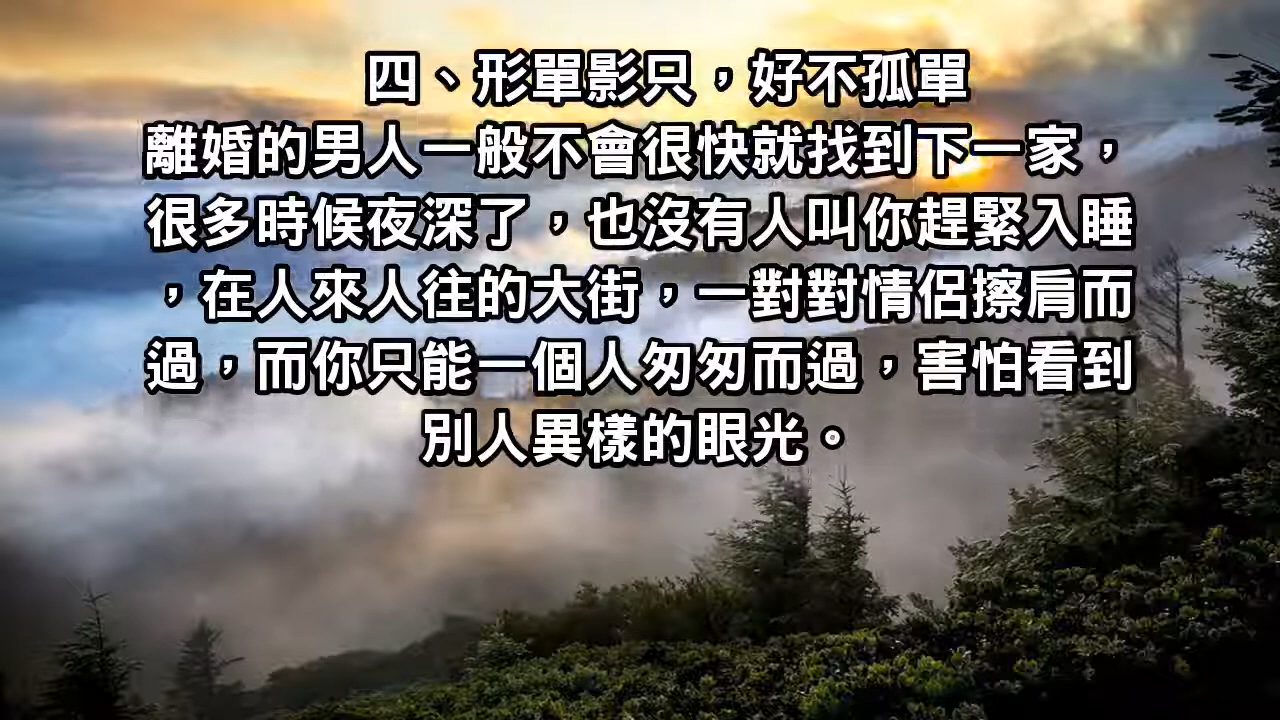 四、形單影只，好不孤單
離婚的男人一般不會很快就找到下一家，
很多時候夜深了，也沒有人叫你趕緊入睡
，在人來人往的大街，一對對情侶擦肩而
過，而你只能一個人匆匆而過，害怕看到
別人異樣的眼光。